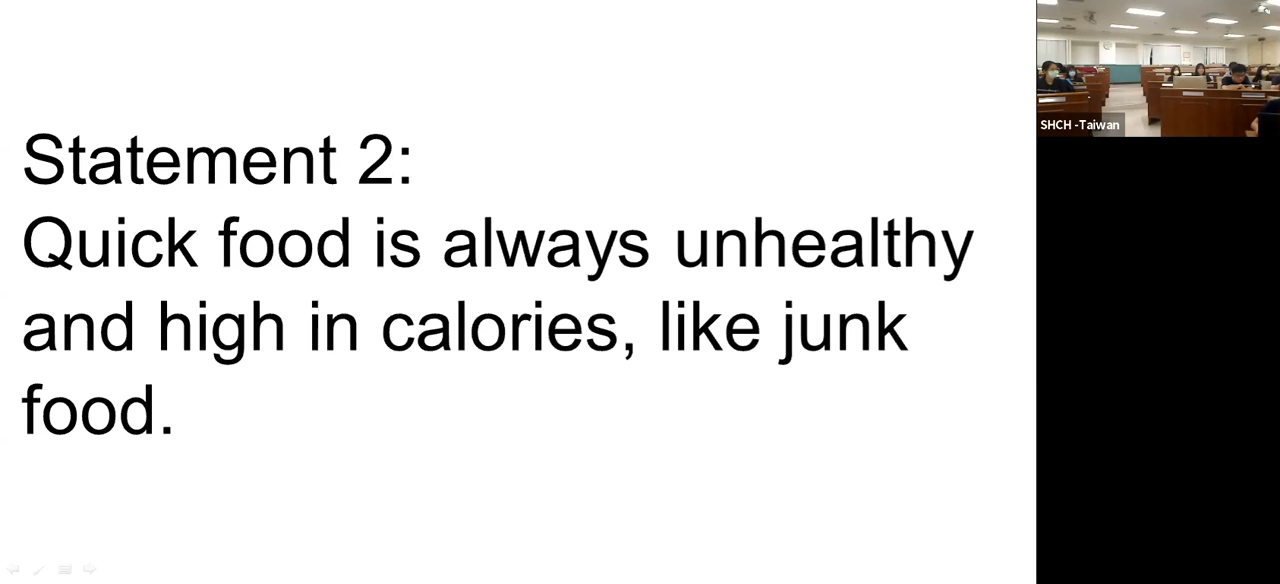 Statement 2:
Quick food is always unhealthy
and high in calories, like junk
food.
SHCH -Taiwan